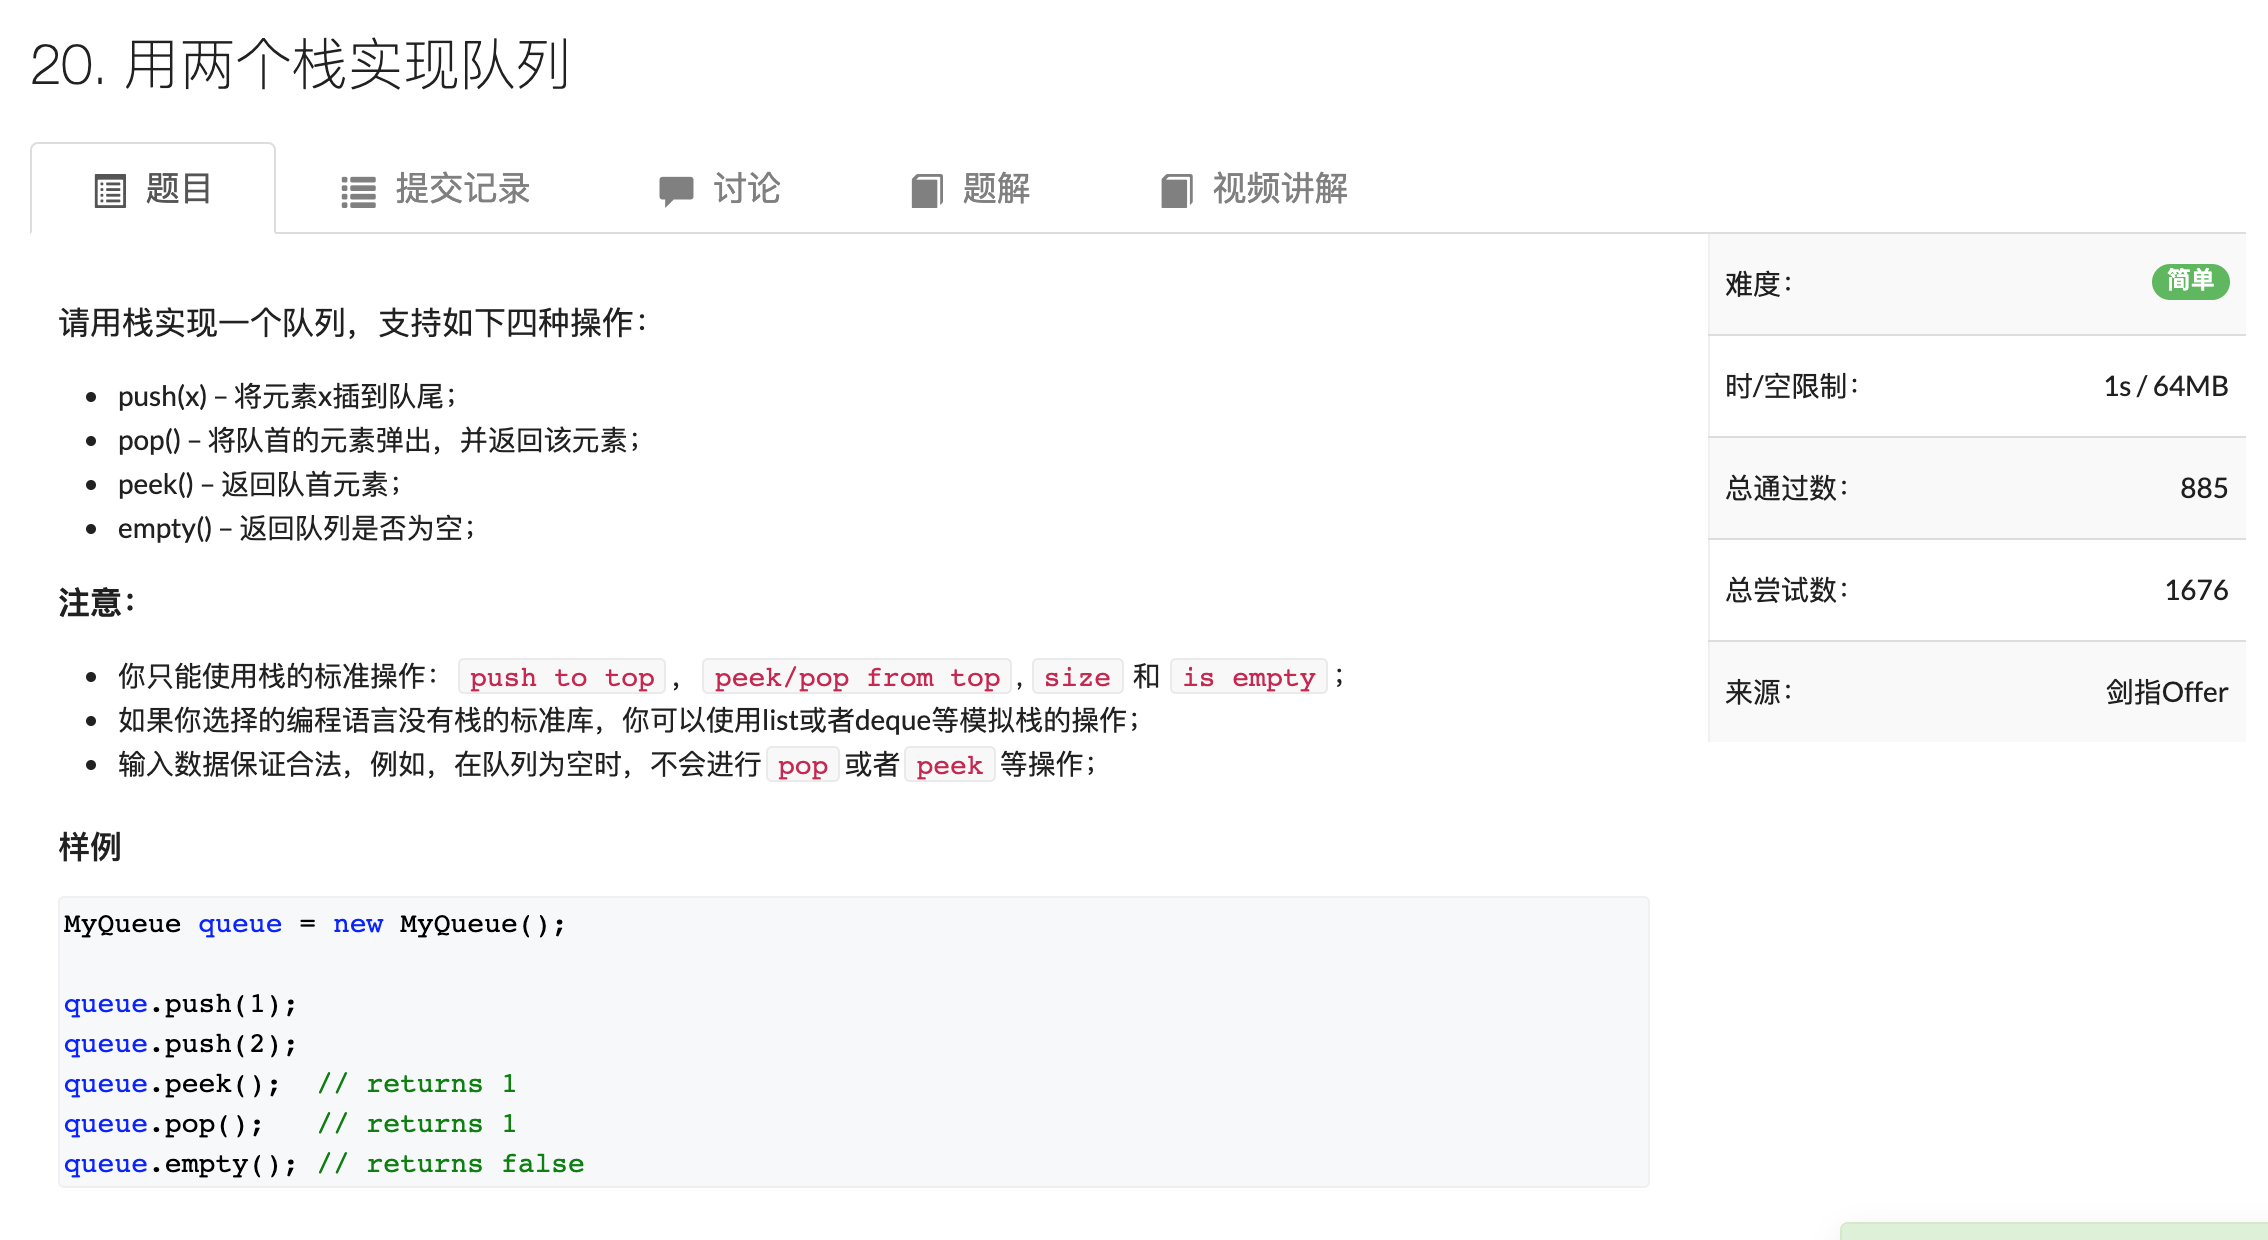 20. 用两个栈实现队列
题目 提交记录 讨论 题解 视频讲解
请用栈实现一个队列，支持如下四种操作：
push(x) – 将元素x插到队尾；
pop() – 将队首的元素弹出，并返回该元素；
peek() – 返回队首元素；
empty() – 返回队列是否为空；
注意：
你只能使用栈的标准操作：push to top，peek/pop from top, size 和 is empty；
如果你选择的编程语言没有栈的标准库，你可以使用list或者deque等模拟栈的操作；
输入数据保证合法，例如，在队列为空时，不会进行pop或者peek等操作；
样例
MyQueue queue = new MyQueue();
queue.push(1);
queue.push(2);
queue.peek();  // returns 1
queue.pop();   // returns 1
queue.empty(); // returns false
难度： 简单
时/空限制： 1s / 64MB
总通过数： 885
总尝试数： 1676
来源： 剑指Offer